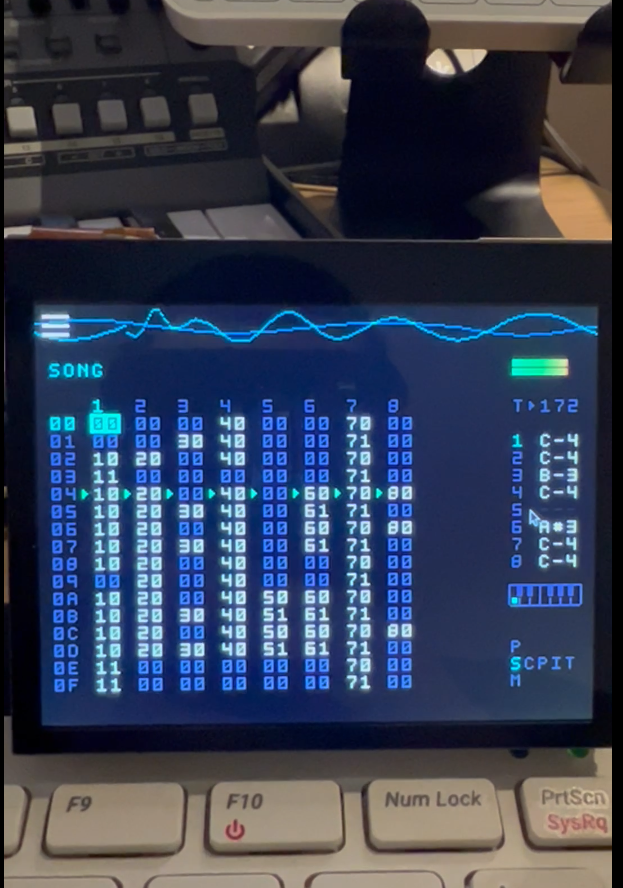 SONG
T▸172
1 2 3 4 5 6 7 8
00 00 00 00 40 00 00 70 00
01 00 00 30 40 00 00 71 00
02 10 20 00 40 00 00 70 00
03 11 00 00 00 00 00 71 00
04 ▸10 ▸20 ▸00 ▸40 ▸00 ▸60 ▸70 ▸80
05 10 20 30 40 00 61 71 00
06 10 20 00 40 00 60 70 80
07 10 20 30 40 00 61 71 00
08 10 20 00 40 00 00 70 00
09 00 20 00 40 00 00 71 00
0A 10 20 00 40 50 60 70 00
0B 10 20 30 40 51 61 71 00
0C 10 20 00 40 50 60 70 80
0D 10 20 30 40 51 61 71 00
0E 11 00 00 00 00 00 70 00
0F 11 00 00 00 00 00 71 00
1 C-4
2 C-4
3 B-3
4 C-4
5
6 A#3
7 C-4
8 C-4
P
SCPIT
M
F9
F10
Num Lock
PrtScn
SysRq